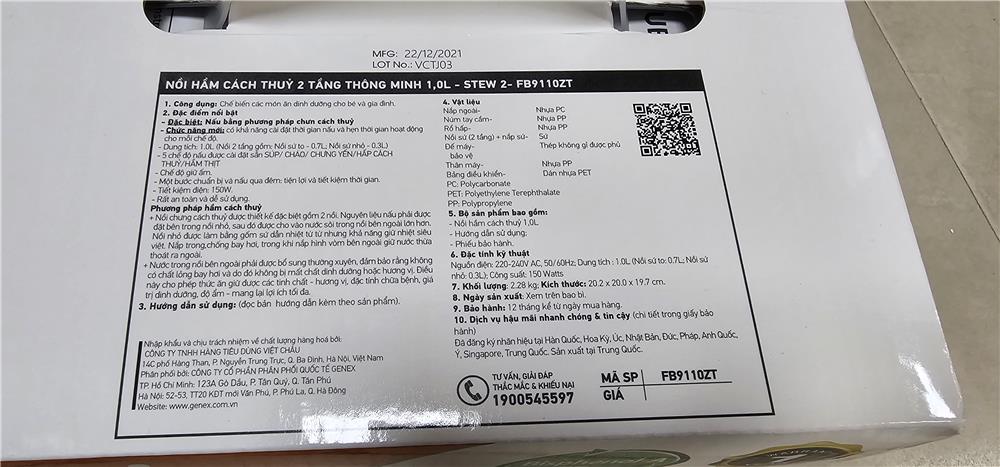 MFG: 22/12/2021
LOT No.: VCTJ03
NỒI HẦM CÁCH THUỶ 2 TẦNG THÔNG MINH 1,0L - STEW 2- FB9110ZT
1. Công dụng: Chế biến các món ăn dinh dưỡng cho bé và gia đình.
2. Đặc điểm nổi bật
- Đặc biệt: Nấu bằng phương pháp chưn cách thuỷ
- Chức năng mới: có khả năng cài đặt thời gian nấu và hẹn thời gian hoạt động
cho mỗi chế độ.
- Dung tích: 1.0L (Nồi 2 tầng gồm: Nồi sứ to - 0.7L; Nồi sứ nhỏ - 0.3L)
- 5 chế độ nấu được cài đặt sẵn SÚP/ CHÁO/ CHƯNG YẾN/HẤP CÁCH
THUỶ/HẦM THỊT
- Chế độ giữ ấm.
- Một bước chuẩn bị và nấu qua đêm: tiện lợi và tiết kiệm thời gian.
- Tiết kiệm điện: 150W.
- Rất an toàn và dễ sử dụng.
Phương pháp hầm cách thuỷ
+ Nồi chưng cách thuỷ được thiết kế đặc biệt gồm 2 nồi. Nguyên liệu nấu phải được
đặt bên trong nồi nhỏ, sau đó được cho vào nước sôi trong nồi bên ngoài lớn hơn.
Nồi nhỏ được làm bằng gốm sứ dẫn nhiệt từ từ nhưng khả năng giữ nhiệt siêu
việt. Nắp trong,chống bay hơi, trong khi nắp hình vòm bên ngoài giữ nước thừa
thoát ra ngoài.
+ Nước trong nồi bên ngoài phải được bổ sung thường xuyên, đảm bảo rằng không
có chất lỏng bay hơi và do đó không bị mất chất dinh dưỡng hoặc hương vị. Điều
này cho phép thức ăn giữ được các tinh chất - hương vị, đặc tính chữa bệnh, giá
trị dinh dưỡng, độ ẩm - mang lại lợi ích tối đa.
3. Hướng dẫn sử dụng: (đọc bản hướng dẫn kèm theo sản phẩm).
Nhập khẩu và chịu trách nhiệm về chất lượng hàng hoá bởi:
CÔNG TY TNHH HÀNG TIÊU DÙNG VIỆT CHÂU
14C phố Hàng Than, P. Nguyễn Trung Trực, Q. Ba Đình, Hà Nội, Việt Nam
Phân phối bởi: CÔNG TY CỔ PHẦN PHÂN PHỐI QUỐC TẾ GENEX
TP. Hồ Chí Minh: 123A Gò Dầu, P. Tân Quý, Q. Tân Phú
Hà Nội: 52-53, TT20 KĐT mới Văn Phú, P. Phú La, Q. Hà Đông
Website: www.genex.com.vn
4. Vật liệu
Nắp ngoài- Nhựa PC
Núm tay cầm- Nhựa PP
Rổ hấp- Nhựa PP
Nồi sứ (2 tầng) + nắp sứ- Sứ
Đế máy- Thép không gỉ được phủ
bảo vệ
Thân máy- Nhựa PP
Bảng điều khiển- Dán nhựa PET
PC: Polycarbonate
PET: Polyethylene Terephthalate
PP: Polypropylene
5. Bộ sản phẩm bao gồm:
- Nồi hầm cách thuỷ 1,0L
- Hướng dẫn sử dụng;
- Phiếu bảo hành.
6. Đặc tính kỹ thuật
Nguồn điện: 220-240V AC, 50/60Hz; Dung tích : 1.0L (Nồi sứ to: 0.7L; Nồi sứ
nhỏ: 0.3L); Công suất: 150 Watts
7. Khối lượng: 2.28 kg; Kích thước: 20.2 x 20.0 x 19.7 cm.
8. Ngày sản xuất: Xem trên bao bì.
9. Bảo hành: 12 tháng kể từ ngày mua hàng.
10. Dịch vụ hậu mãi nhanh chóng & tin cậy (chi tiết trong giấy bảo
hành)
Đã đăng ký nhãn hiệu tại Hàn Quốc, Hoa Kỳ, Úc, Nhật Bản, Đức, Pháp, Anh Quốc,
Ý, Singapore, Trung Quốc. Sản xuất tại Trung Quốc.
TƯ VẤN, GIẢI ĐÁP
THẮC MẮC & KHIẾU NẠI
1900545597
MÃ SP FB9110ZT
GIÁ